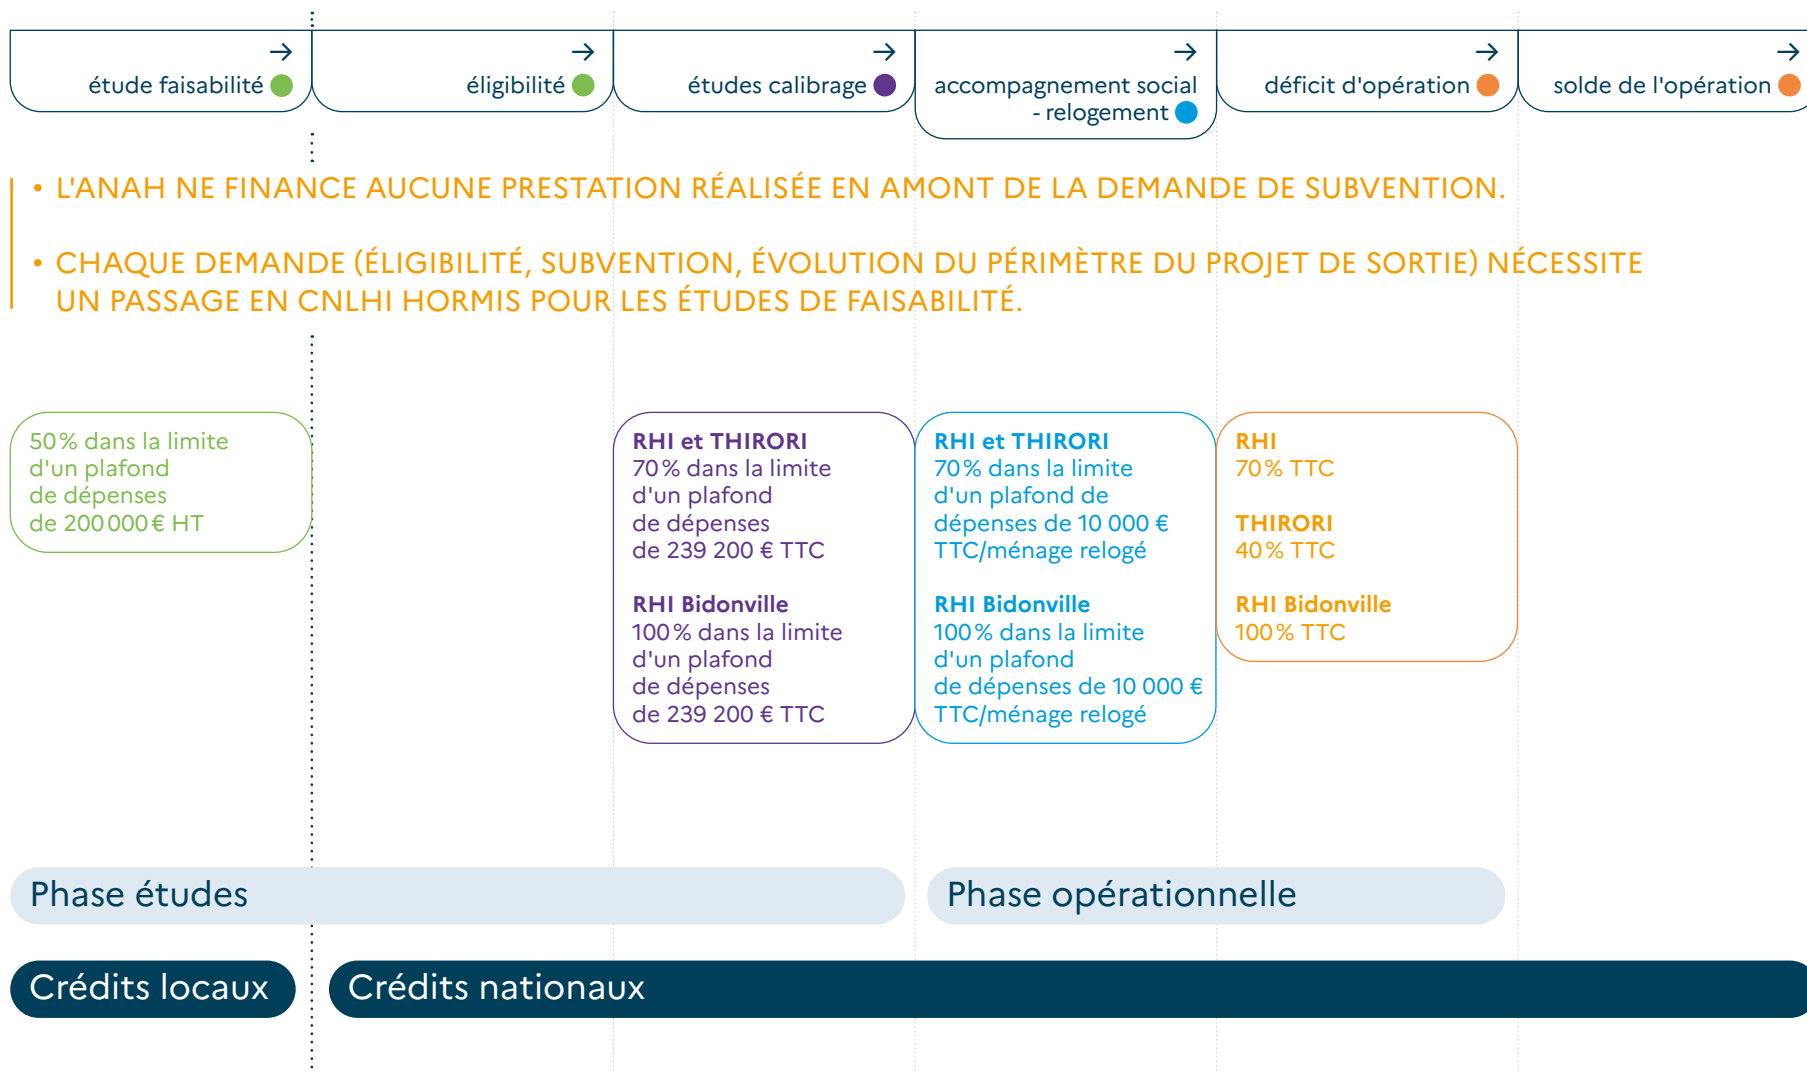 →
étude faisabilité
→
éligibilité
→
études calibrage
→
accompagnement social
- relogement
→
déficit d'opération
→
solde de l'opération
• L'ANAH NE FINANCE AUCUNE PRESTATION RÉALISÉE EN AMONT DE LA DEMANDE DE SUBVENTION.
• CHAQUE DEMANDE (ÉLIGIBILITÉ, SUBVENTION, ÉVOLUTION DU PÉRIMÈTRE DU PROJET DE SORTIE) NÉCESSITE
UN PASSAGE EN CNLHI HORMIS POUR LES ÉTUDES DE FAISABILITÉ.
50% dans la limite
d'un plafond
de dépenses
de 200 000 € HT
RHI et THIRORI
70% dans la limite
d'un plafond
de dépenses
de 239 200 € TTC
RHI Bidonville
100% dans la limite
d'un plafond
de dépenses
de 239 200 € TTC
RHI et THIRORI
70% dans la limite
d'un plafond de
dépenses de 10 000 €
TTC/ménage relogé
RHI Bidonville
100% dans la limite
d'un plafond
de dépenses de 10 000 €
TTC/ménage relogé
RHI
70% TTC
THIRORI
40% TTC
RHI Bidonville
100% TTC
Phase études
Phase opérationnelle
Crédits locaux
Crédits nationaux